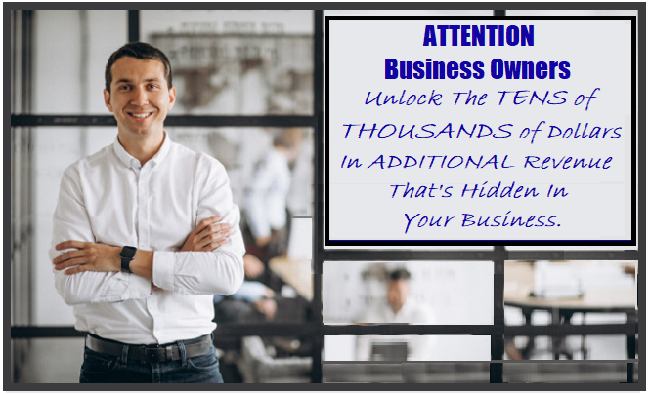 ATTENTION
Business Owners
Unlock The TENS of
THOUSANDS of Dollars
In ADDITIONAL Revenue
That's Hidden In
Your Business.